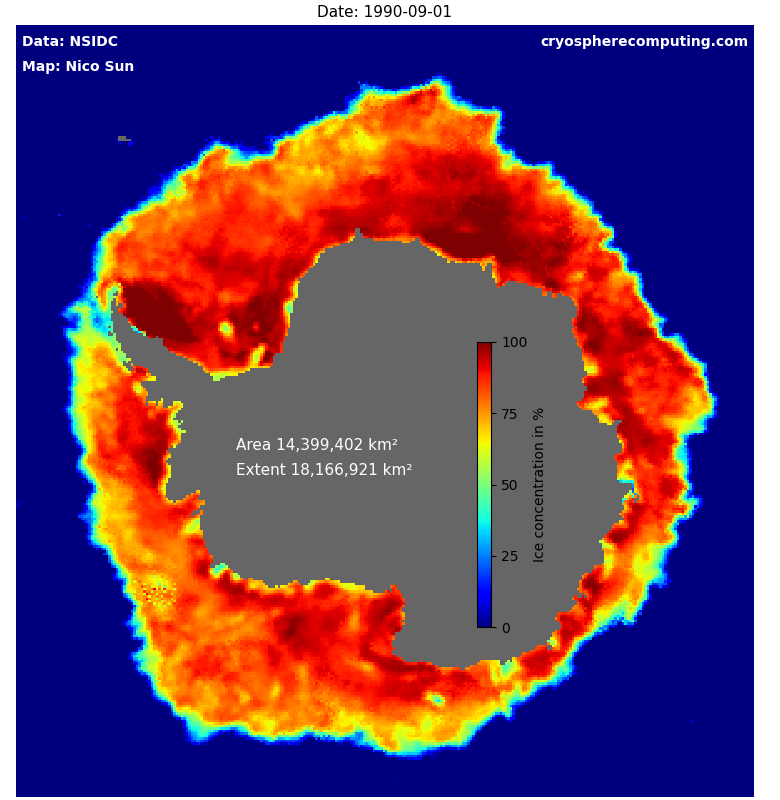 Date: 1990-09-01
Data: NSIDC
cryospherecomputing.com
Map: Nico Sun
100
75
50
25
0
Ice concentration in %
Area 14,399,402 km²
Extent 18,166,921 km²